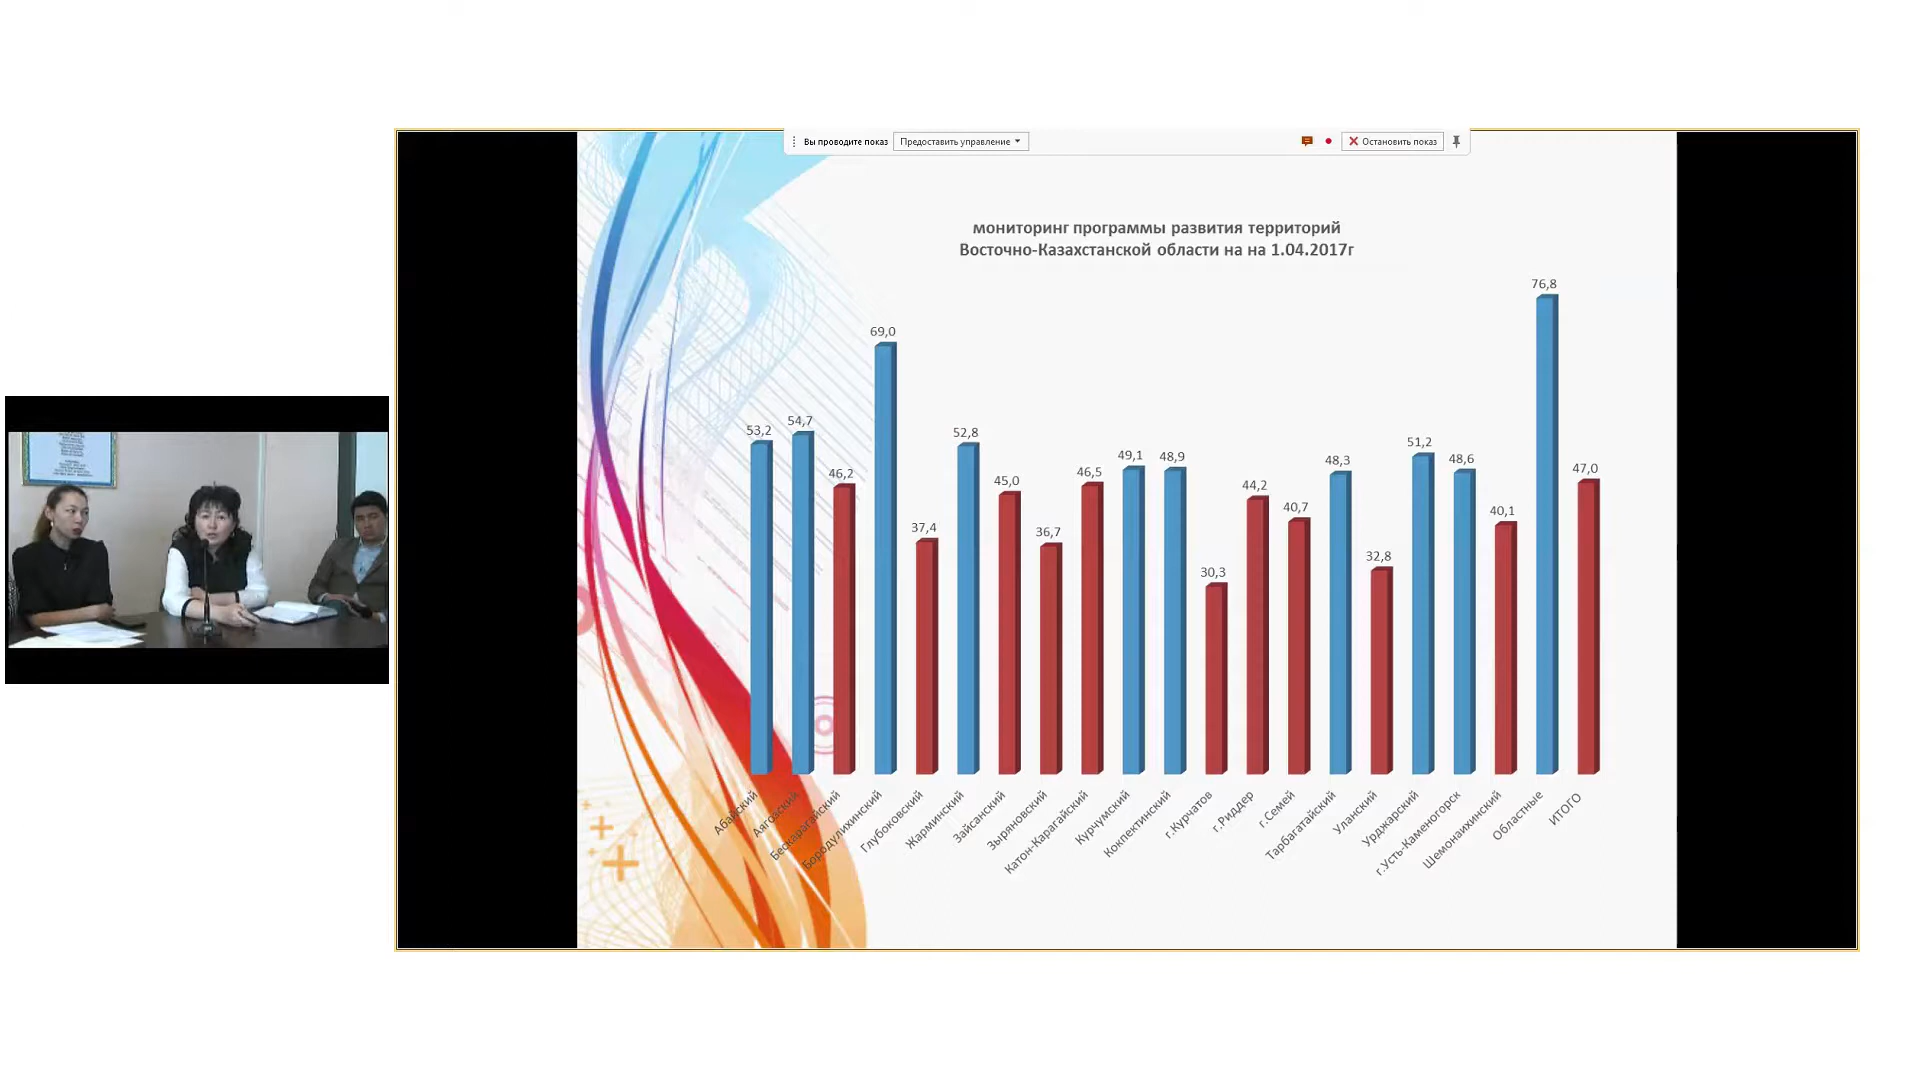 Вы проводите показ
Предоставить управление
Остановить показ
мониторинг программы развития территорий
Восточно-Казахстанской области на на 1.04.2017г
76,8
69,0
54,7
53,2
52,8
51,2
49,1
48,9
48,3
48,6
46,2
46,5
47,0
45,0
44,2
40,7
40,1
37,4
36,7
32,8
30,3
Абайский
Аягозский
Бескарагайский
Бородулихинский
Глубоковский
Жарминский
Зайсанский
Зыряновский
Катон-Карагайский
Курчумский
Кокпектинский
г.Курчатов
г.Риддер
г.Семей
Тарбагатайский
Уланский
Урджарский
г.Усть-Каменогорск
Шемонаихинский
Областные
ИТОГО